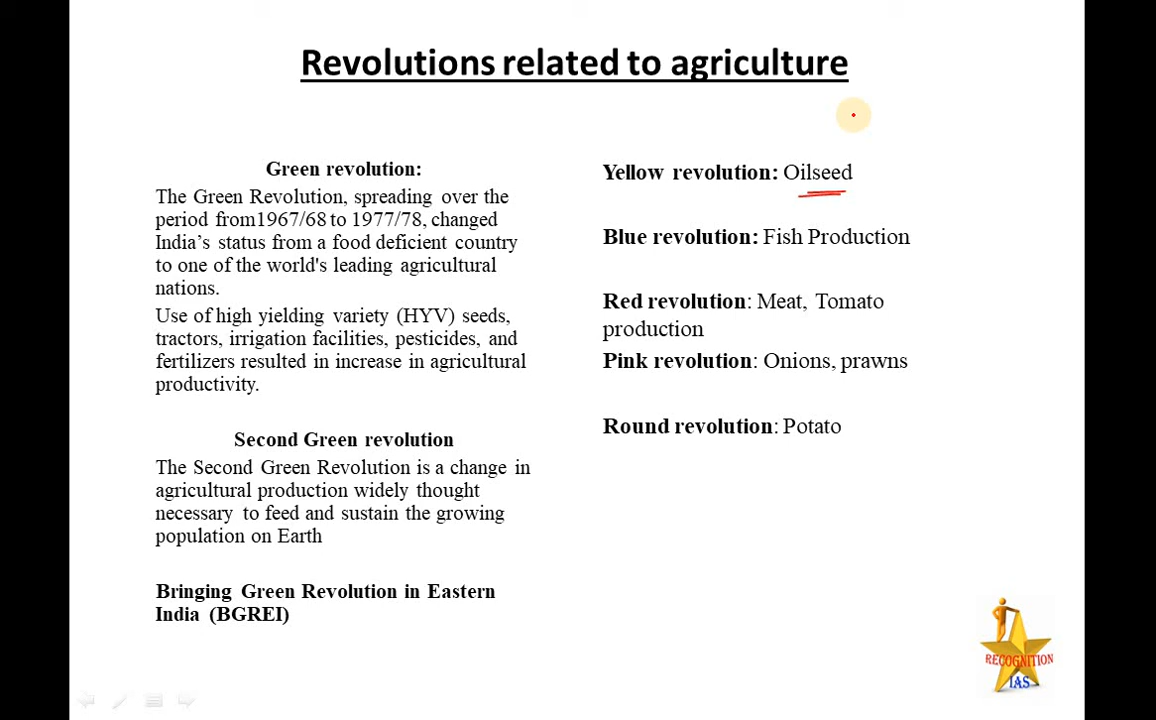 Revolutions related to agriculture
Green revolution:
The Green Revolution, spreading over the
period from1967/68 to 1977/78, changed
India's status from a food deficient country
to one of the world's leading agricultural
nations.
Use of high yielding variety (HYV) seeds,
tractors, irrigation facilities, pesticides, and
fertilizers resulted in increase in agricultural
productivity.
Second Green revolution
The Second Green Revolution is a change in
agricultural production widely thought
necessary to feed and sustain the growing
population on Earth
Bringing Green Revolution in Eastern
India (BGREI)
Yellow revolution: Oilseed
Blue revolution: Fish Production
Red revolution: Meat, Tomato
production
Pink revolution: Onions, prawns
Round revolution: Potato
RECOGNITION
IAS